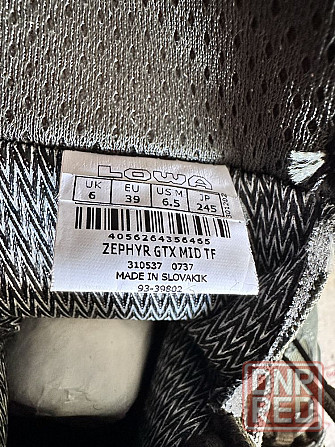 LOWA
UK EU US M JP
6 39 6.5 245
4056264356465
ZEPHYR GTX MID TF
310537 0737
MADE IN SLOVAKIK
93-39802
DNR
RED